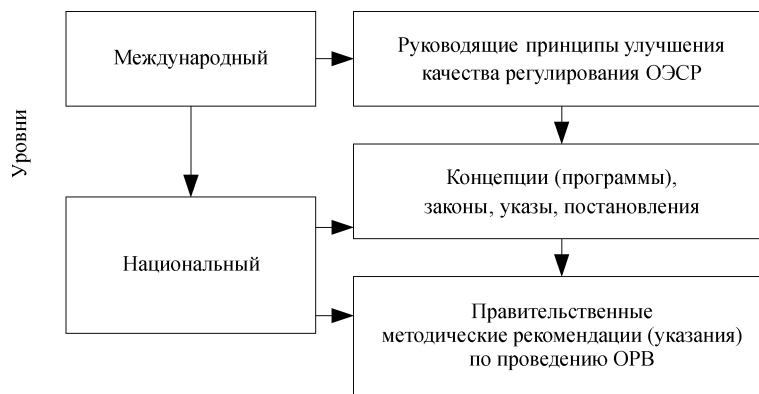 Уровни
Международный
Руководящие принципы улучшения
качества регулирования ОЭСР
Национальный
Концепции (программы),
законы, указы, постановления
Правительственные
методические рекомендации (указания)
по проведению ОРВ